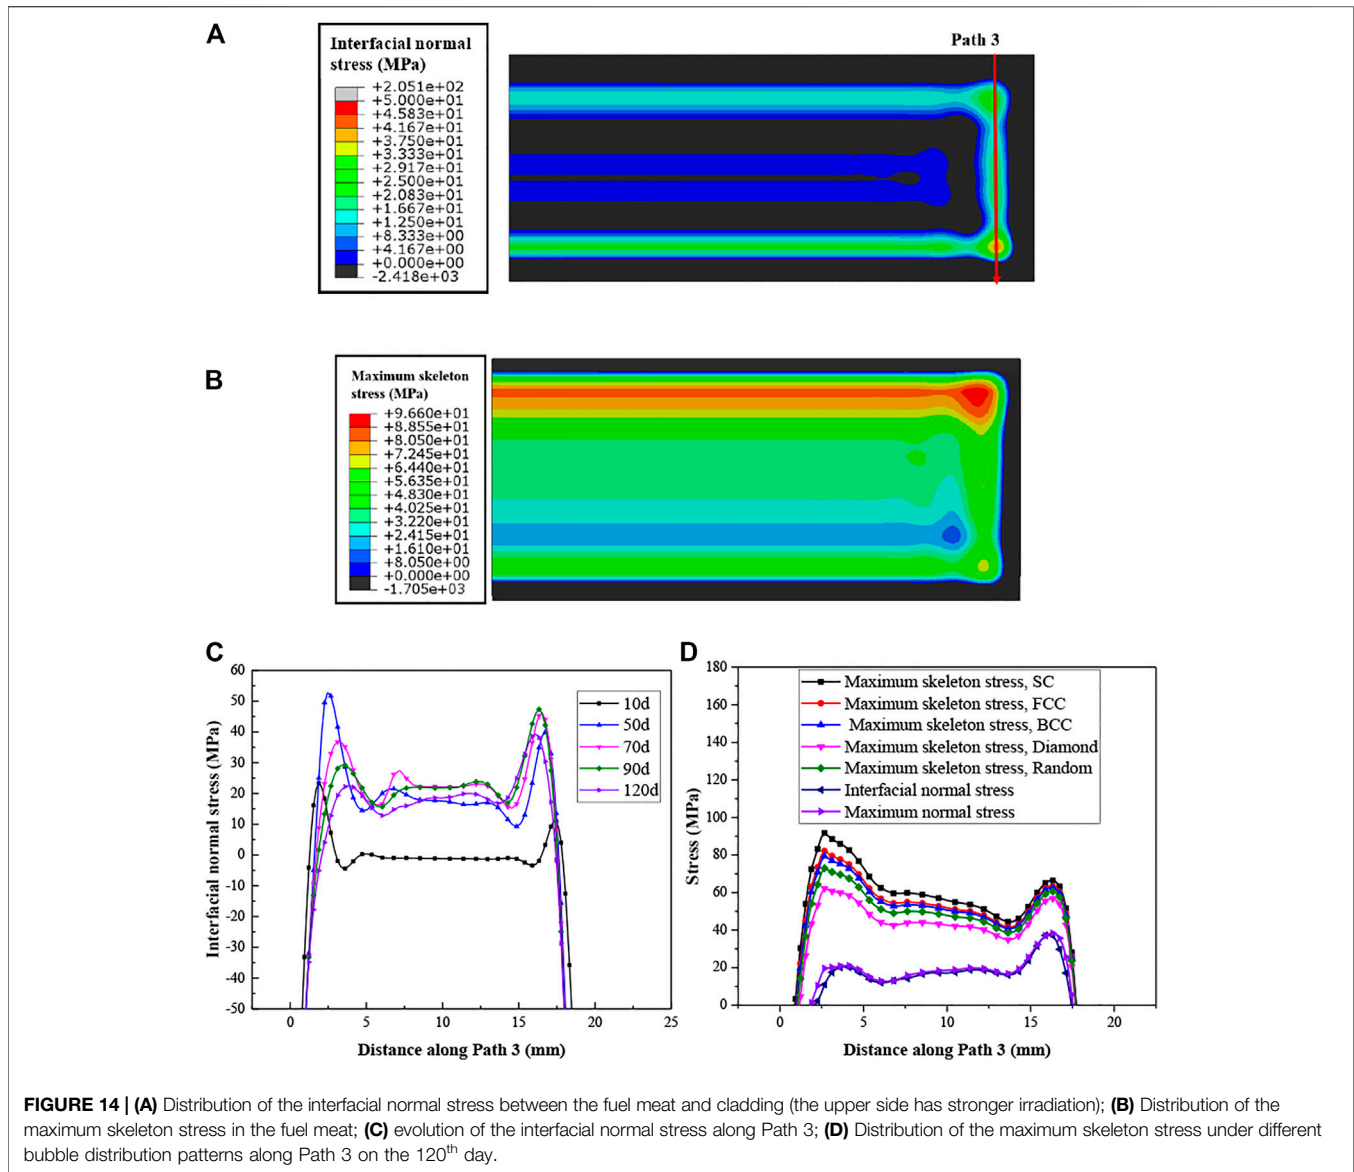 A
Interfacial normal
stress (MPa)
+2.051e+02
+5.000e+01
+4.583e+01
+4.167e+01
+3.750e+01
+3.333e+01
+2.917e+01
+2.500e+01
+2.083e+01
+1.667e+01
+1.250e+01
+8.333e+00
+4.167e+00
+0.000e+00
-2.418e+03
Path 3
B
Maximum skeleton
stress (MPa)
+9.660e+01
+8.855e+01
+8.050e+01
+7.245e+01
+6.440e+01
+5.635e+01
+4.830e+01
+4.025e+01
+3.220e+01
+2.415e+01
+1.610e+01
+8.050e+00
+0.000e+00
-1.705e+03
C
Interfacial normal stress (MPa)
60
50
40
30
20
10
0
-10
-20
-30
-40
-50
10d
50d
70d
90d
120d
0 5 10 15 20 25
Distance along Path 3 (mm)
D
Stress (MPa)
180
160
140
120
100
80
60
40
20
0
Maximum skeleton stress, SC
Maximum skeleton stress, FCC
Maximum skeleton stress, BCC
Maximum skeleton stress, Diamond
Maximum skeleton stress, Random
Interfacial normal stress
Maximum normal stress
0 5 10 15 20
Distance along Path 3 (mm)
FIGURE 14 | (A) Distribution of the interfacial normal stress between the fuel meat and cladding (the upper side has stronger irradiation); (B) Distribution of the
maximum skeleton stress in the fuel meat; (C) evolution of the interfacial normal stress along Path 3; (D) Distribution of the maximum skeleton stress under different
bubble distribution patterns along Path 3 on the 120th day.